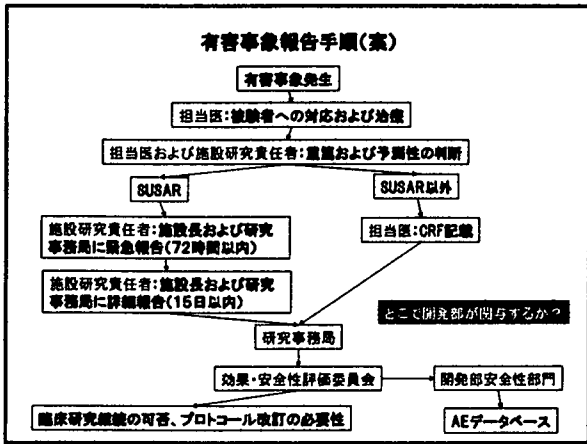 有害事象報告手順(案)
有害事象発生
担当医:被験者への対応および治療
担当医および施設研究責任者:重篤および予測性の判断
SUSAR
SUSAR以外
施設研究責任者:施設長および研究
事務局に緊急報告(72時間以内)
担当医:CRF記載
施設研究責任者:施設長および研究
事務局に詳細報告(15日以内)
どこで開発部が関与するか?
研究事務局
効果・安全性評価委員会
開発部安全性部門
臨床研究継続の可否、プロトコール改訂の必要性
AEデータベース